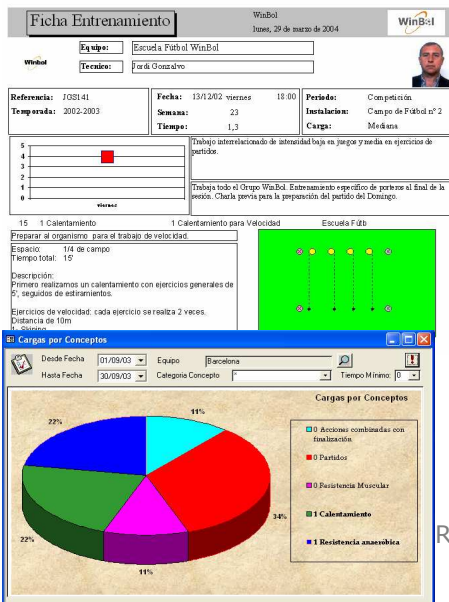 Ficha Entrenamiento
WinBol
lunes, 29 de marzo de 2004
WinBol
Winbol
Equipo: Escuela Fútbol WinBol
Tecnico: Jordi Gonzalvo
Referencia: JGS141
Temporada: 2002-2003
Fecha: 13/12/02 viernes 18:00
Semana: 23
Tiempo: 1,3
Periodo: Competición
Instalacion: Campo de Fútbol nº 2
Carga: Mediana
5
4
3
2
1
0
viernes
Trabajo interrelacionado de intensidad baja en juegos y media en ejercicios de
partidos.
Trabaja todo el Grupo WinBol. Entrenamiento específico de porteros al final de la
sesión. Charla previa para la preparación del partido del Domingo.
15 1 Calentamiento 1 Calentamiento para Velocidad Escuela Fútb
Preparar al organismo para el trabajo de velocidad.
Espacio: 1/4 de campo
Tiempo total: 15'
Descripción:
Primero realizamos un calentamiento con ejercicios generales de
5', seguidos de estiramientos.
Ejercicios de velocidad: cada ejercicio se realiza 2 veces.
Distancia de 10m
1- Skiping
Cargas por Conceptos
Desde Fecha 01/09/03 Equipo Barcelona
Hasta Fecha 30/09/03 Categoria Concepto * Tiempo Mínimo: 0
Cargas por Conceptos
0 Acciones combinadas con
finalización
0 Partidos
0 Resistencia Muscular
1 Calentamiento
1 Resistencia anaeróbica
11%
34%
11%
22%
22%
R